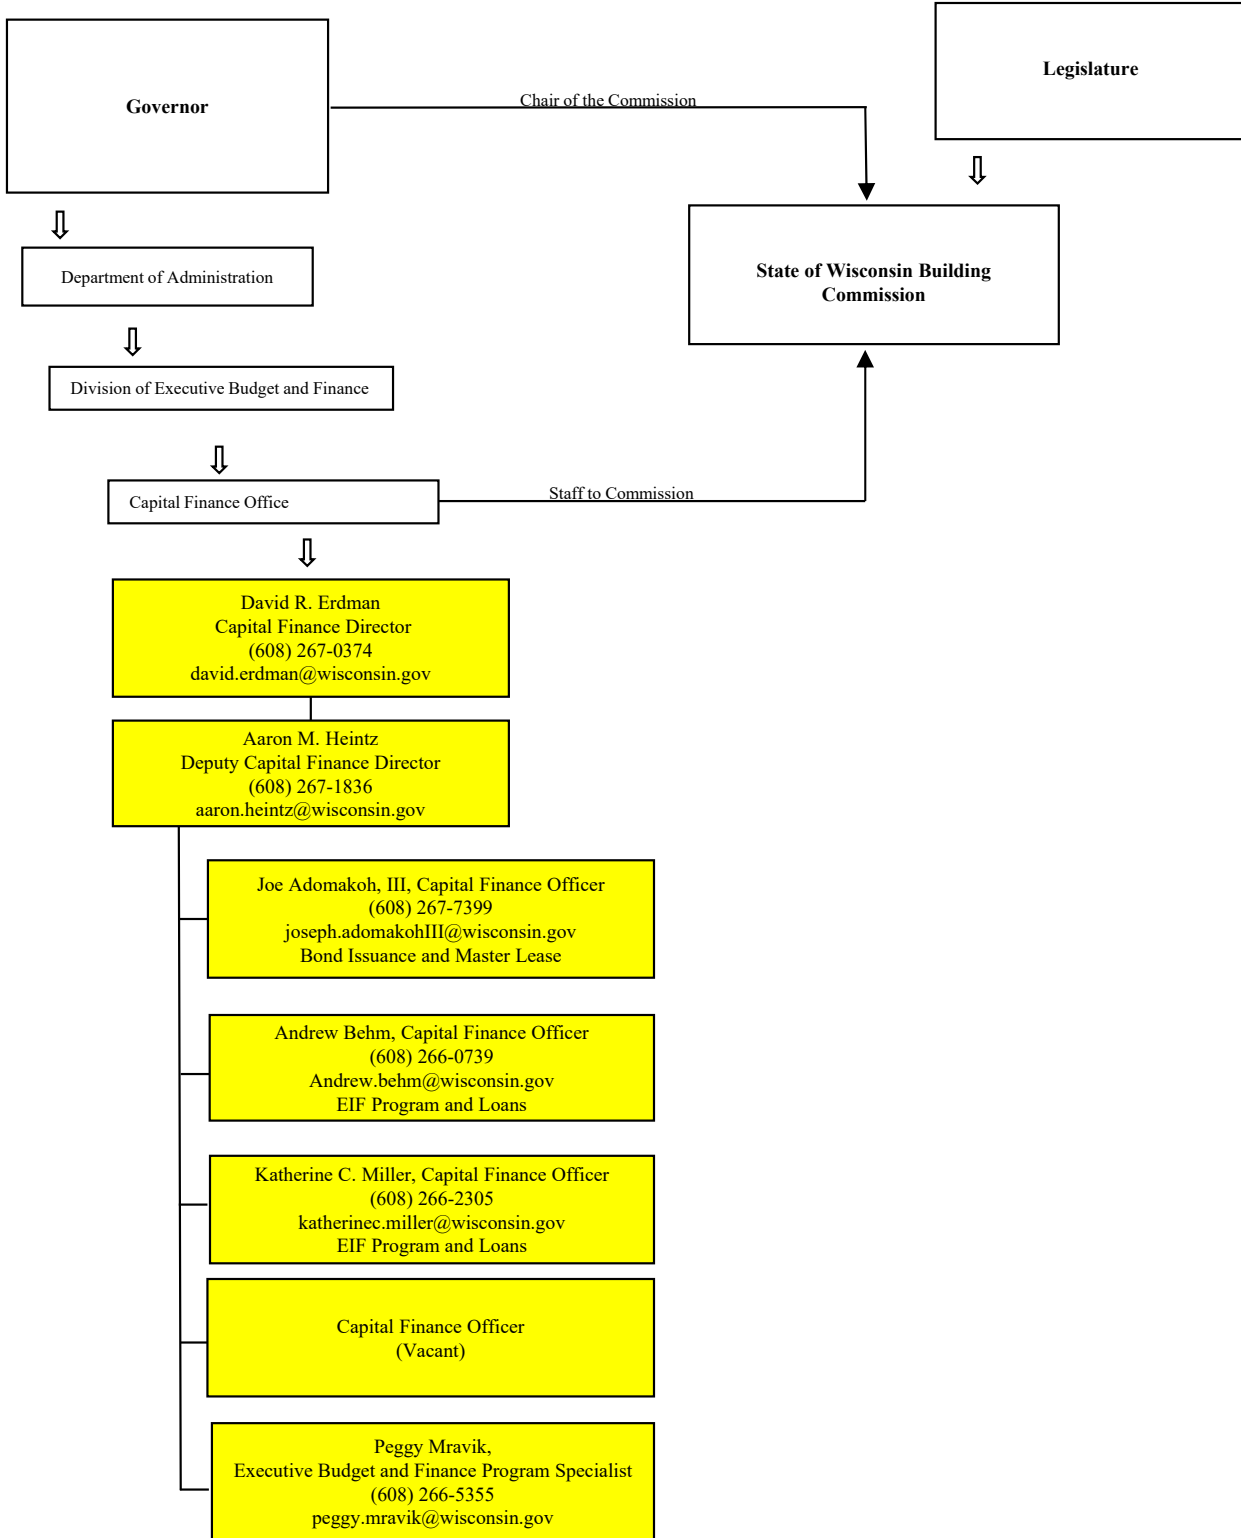 Legislature
Governor
Chair of the Commission
State of Wisconsin Building
Commission
Department of Administration
Division of Executive Budget and Finance
Capital Finance Office
Staff to Commission
David R. Erdman
Capital Finance Director
(608) 267-0374
david.erdman@wisconsin.gov
Aaron M. Heintz
Deputy Capital Finance Director
(608) 267-1836
aaron.heintz@wisconsin.gov
Joe Adomakoh, III, Capital Finance Officer
(608) 267-7399
joseph.adomakohIII@wisconsin.gov
Bond Issuance and Master Lease
Andrew Behm, Capital Finance Officer
(608) 266-0739
Andrew.behm@wisconsin.gov
EIF Program and Loans
Katherine C. Miller, Capital Finance Officer
(608) 266-2305
katherinec.miller@wisconsin.gov
EIF Program and Loans
Capital Finance Officer
(Vacant)
Peggy Mravik,
Executive Budget and Finance Program Specialist
(608) 266-5355
peggy.mravik@wisconsin.gov